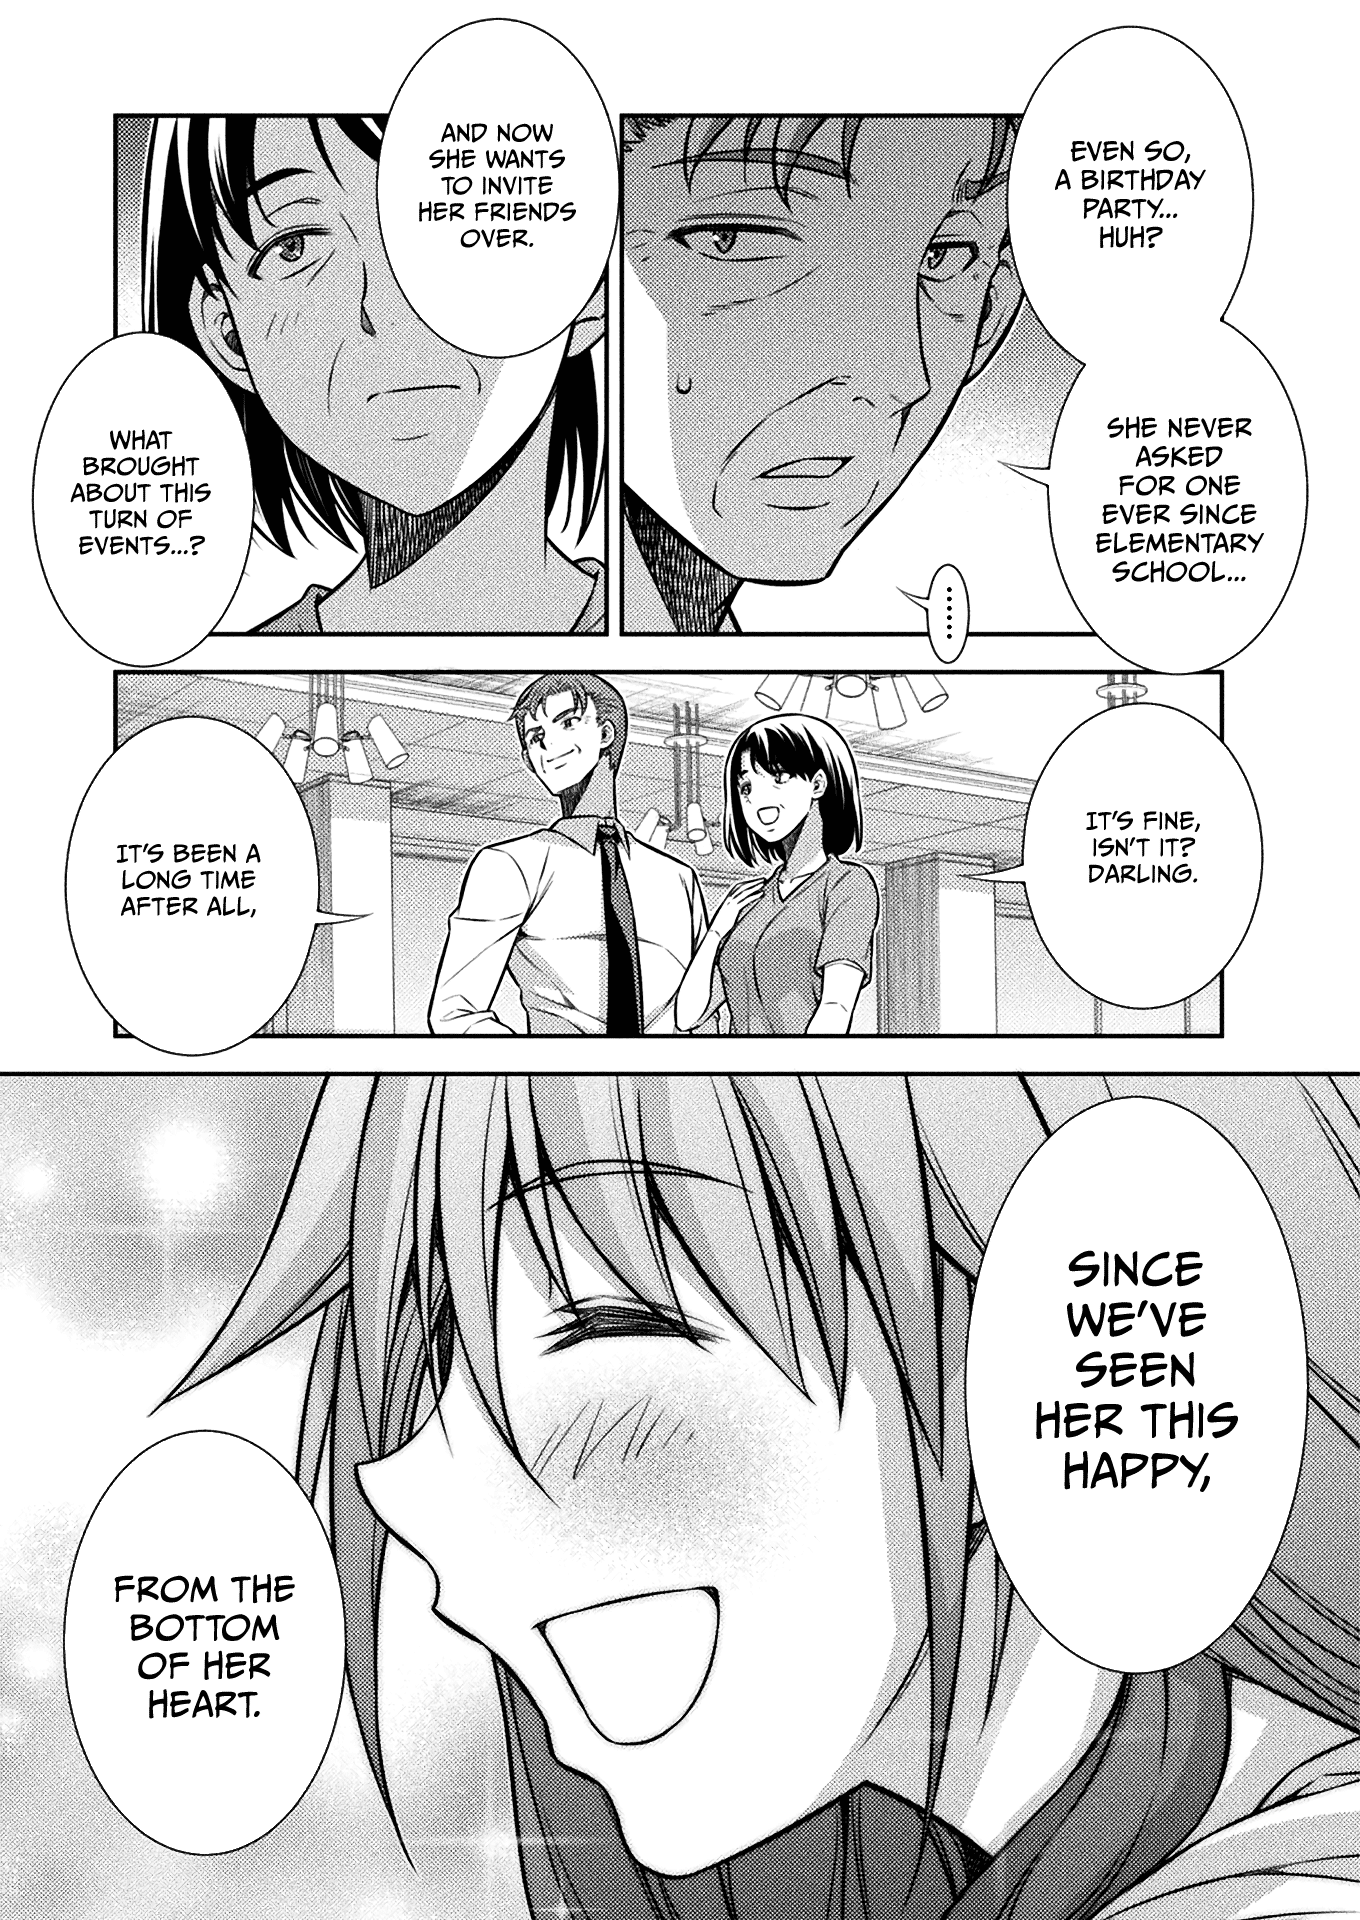 EVEN SO,
A BIRTHDAY
PARTY...
HUH?
SHE NEVER
ASKED
FOR ONE
EVER SINCE
ELEMENTARY
SCHOOL...
.......
AND NOW
SHE WANTS
TO INVITE
HER FRIENDS
OVER.
WHAT
BROUGHT
ABOUT THIS
TURN OF
EVENTS...?
IT'S FINE,
ISN'T IT?
DARLING.
IT'S BEEN A
LONG TIME
AFTER ALL,
SINCE
WE'VE
SEEN
HER THIS
HAPPY,
FROM THE
BOTTOM
OF HER
HEART.